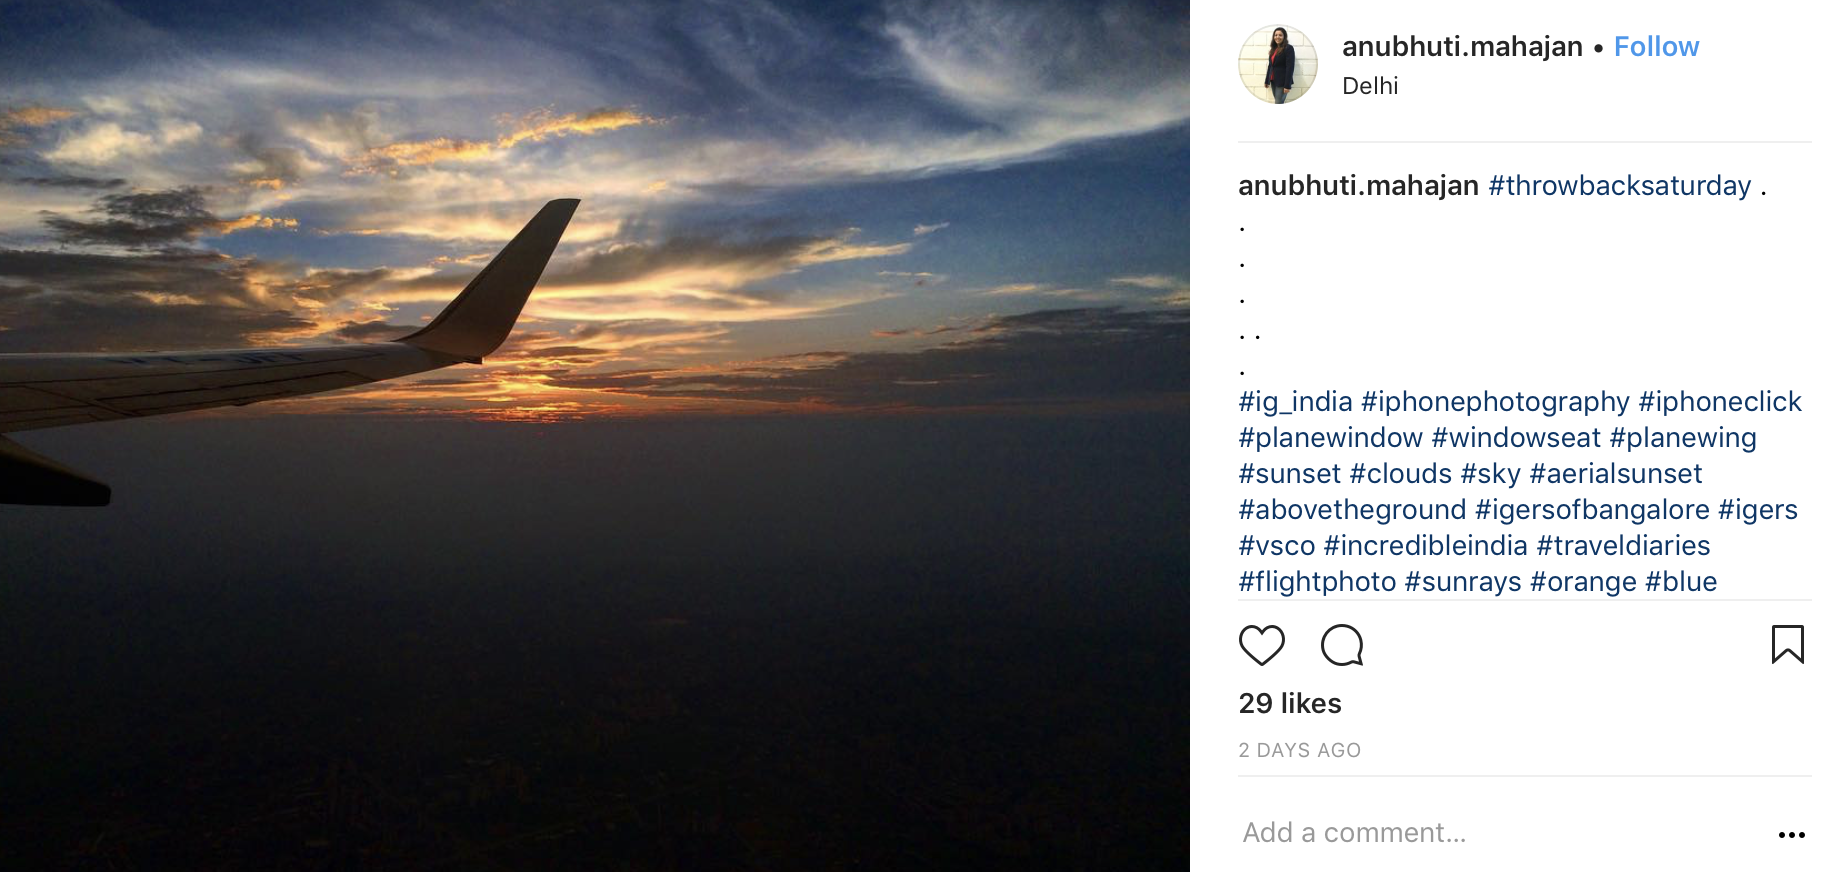 anubhuti.mahajan • Follow
Delhi
anubhuti.mahajan #throwbacksaturday .
.
.
.
. .
.
#ig_india #iphonephotography #iphoneclick
#planewindow #windowseat #planewing
#sunset #clouds #sky #aerialsunset
#abovetheground #igersofbangalore #igers
#vsco #incredibleindia #traveldiaries
#flightphoto #sunrays #orange #blue
29 likes
2 DAYS AGO
Add a comment...